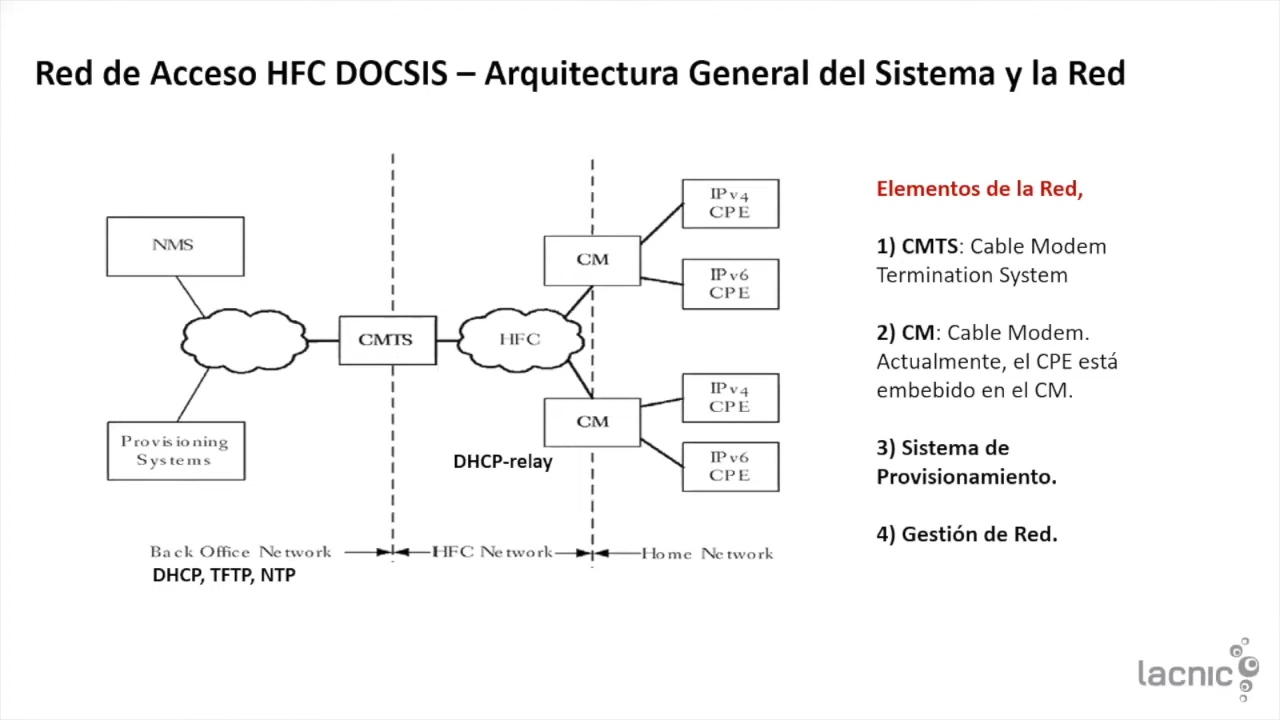 Red de Acceso HFC DOCSIS – Arquitectura General del Sistema y la Red
NMS
Provisioning
Systems
CMTS
HFC
CM
CM
DHCP-relay
IPv4
CPE
IPv6
CPE
IPv4
CPE
IPv6
CPE
Back Office Network
HFC Network
Home Network
DHCP, TFTP, NTP
Elementos de la Red,
1) CMTS: Cable Modem
Termination System
2) CM: Cable Modem.
Actualmente, el CPE está
embebido en el CM.
3) Sistema de
Provisionamiento.
4) Gestión de Red.
lacnic